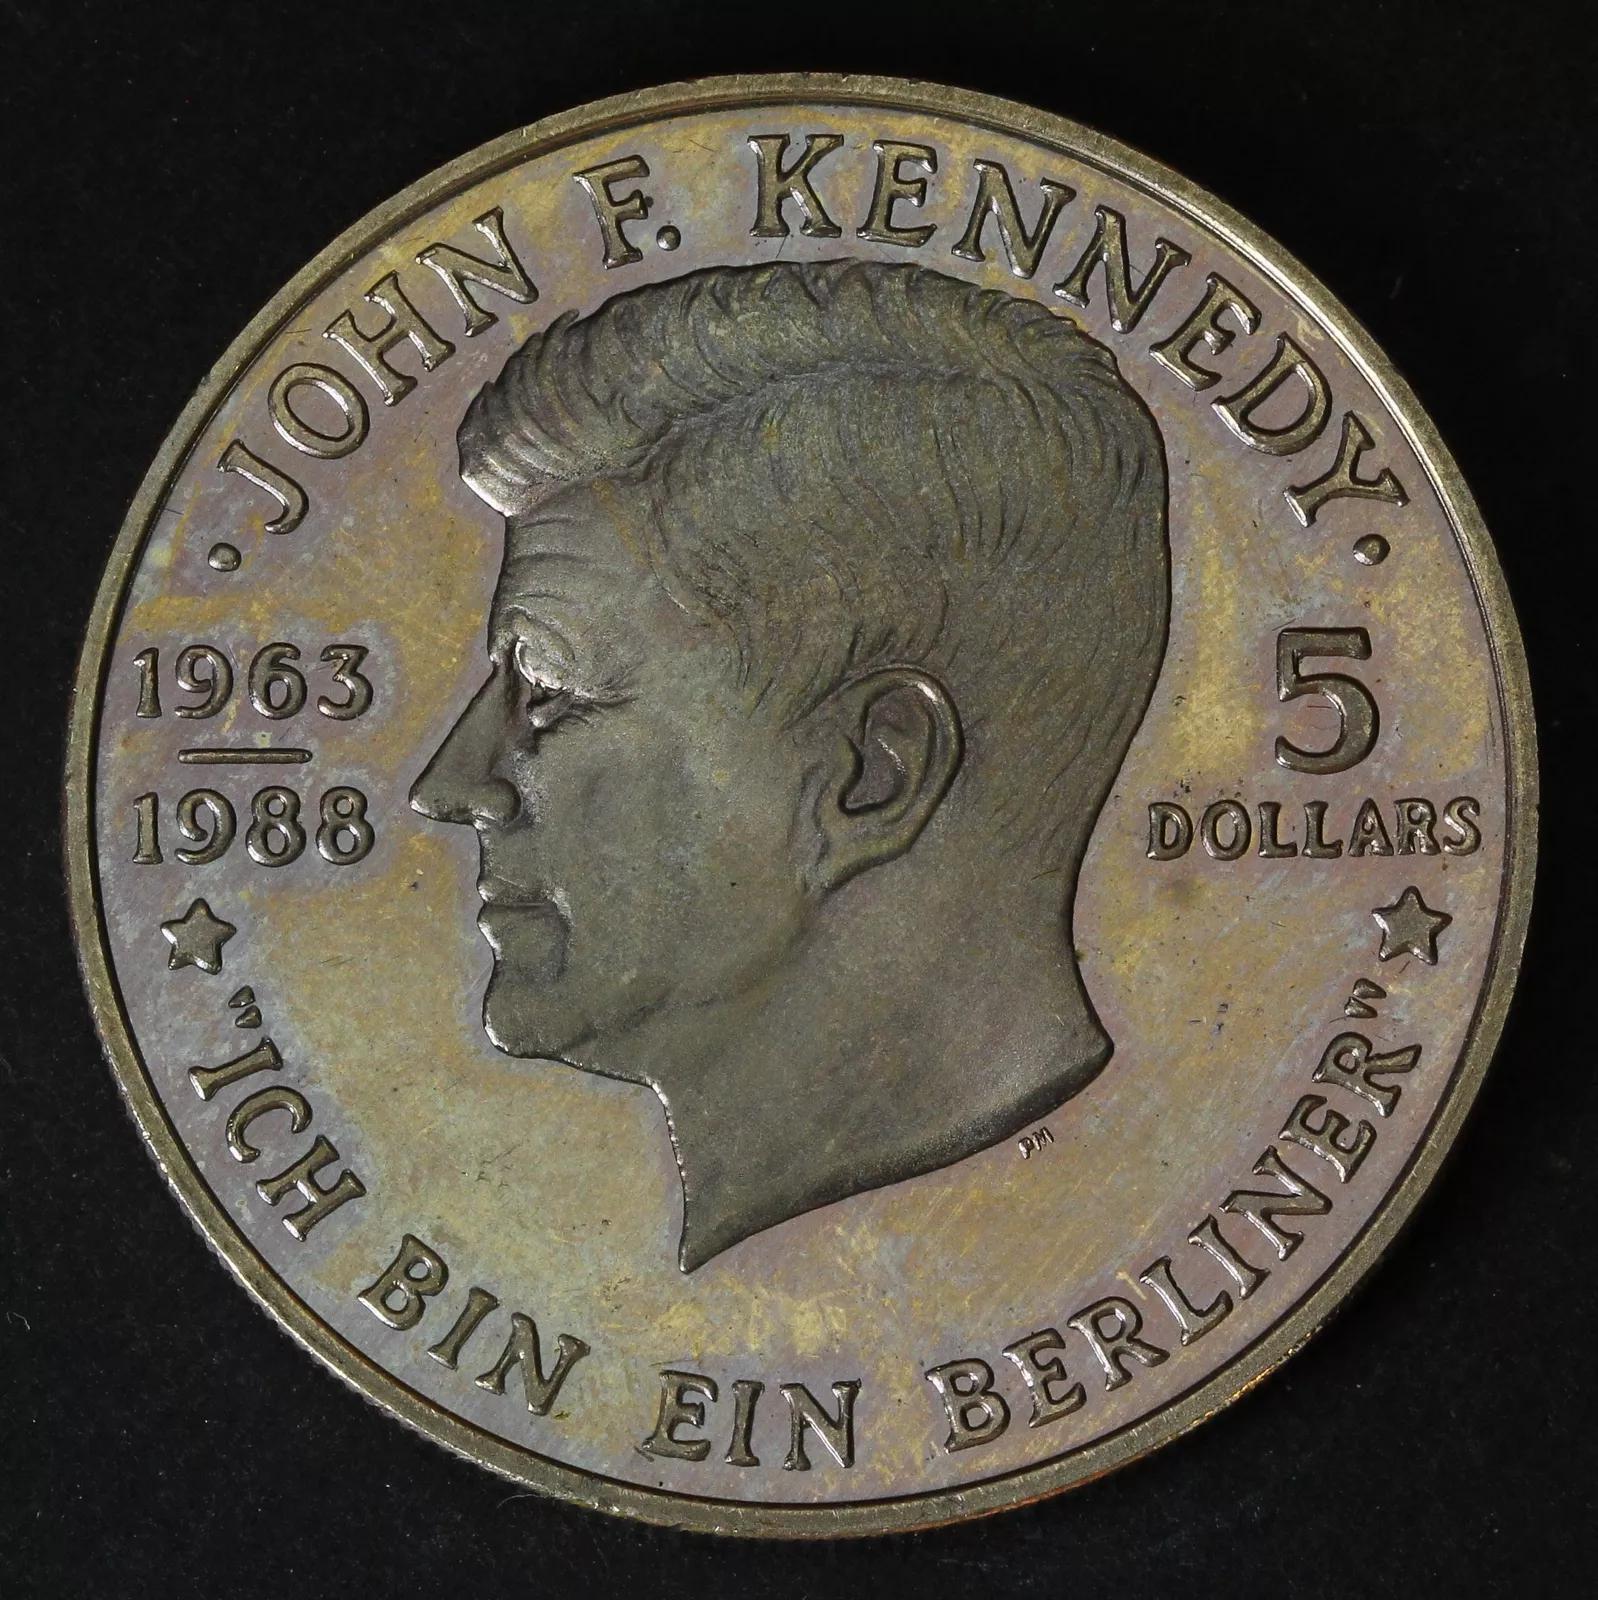 · JOHN F. KENNEDY ·
1963
1988
5
DOLLARS
"ICH BIN EIN BERLINER"
PM